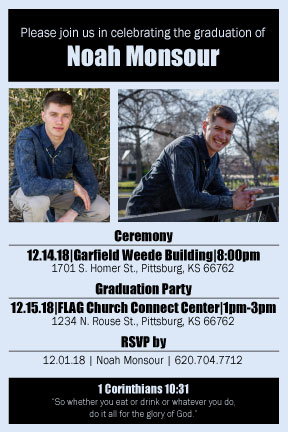 Please join us in celebrating the graduation of
Noah Monsour
Ceremony
12.14.18|Garfield Weede Building|8:00pm
1701 S. Homer St., Pittsburg, KS 66762
Graduation Party
12.15.18|FLAG Church Connect Center|1pm-3pm
1234 N. Rouse St., Pittsburg, KS 66762
RSVP by
12.01.18 | Noah Monsour | 620.704.7712
1 Corinthians 10:31
“So whether you eat or drink or whatever you do,
do it all for the glory of God.”